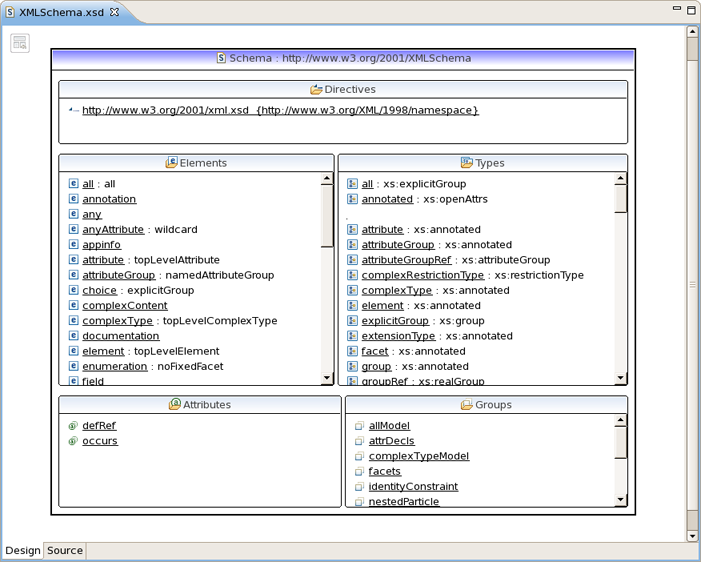 XMLSchema.xsd
Schema : http://www.w3.org/2001/XMLSchema
Directives
http://www.w3.org/2001/xml.xsd {http://www.w3.org/XML/1998/namespace}
Elements
all : all
annotation
any
anyAttribute : wildcard
appinfo
attribute : topLevelAttribute
attributeGroup : namedAttributeGroup
choice : explicitGroup
complexContent
complexType : topLevelComplexType
documentation
element : topLevelElement
enumeration : noFixedFacet
field
Types
all : xs:explicitGroup
annotated : xs:openAttrs
.
attribute : xs:annotated
attributeGroup : xs:annotated
attributeGroupRef : xs:attributeGroup
complexRestrictionType : xs:restrictionType
complexType : xs:annotated
element : xs:annotated
explicitGroup : xs:group
extensionType : xs:annotated
facet : xs:annotated
group : xs:annotated
groupRef : xs:realGroup
Attributes
defRef
occurs
Groups
allModel
attrDecls
complexTypeModel
facets
identityConstraint
nestedParticle
Design
Source